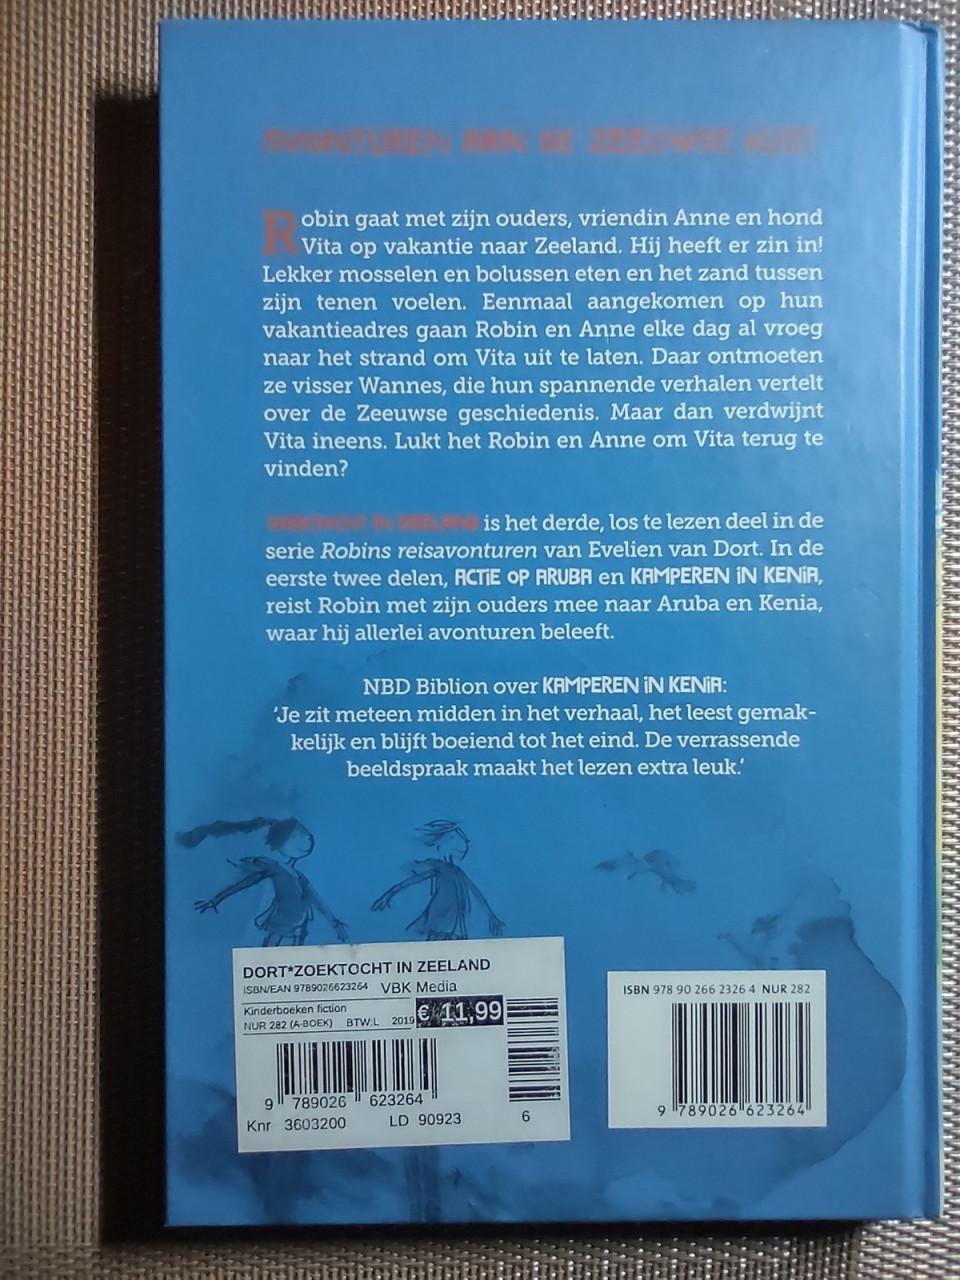 AVONTUREN AAN DE ZEEUWSE KUST
Robin gaat met zijn ouders, vriendin Anne en hond
Vita op vakantie naar Zeeland. Hij heeft er zin in!
Lekker mosselen en bolussen eten en het zand tussen
zijn tenen voelen. Eenmaal aangekomen op hun
vakantieadres gaan Robin en Anne elke dag al vroeg
naar het strand om Vita uit te laten. Daar ontmoeten
ze visser Wannes, die hun spannende verhalen vertelt
over de Zeeuwse geschiedenis. Maar dan verdwijnt
Vita ineens. Lukt het Robin en Anne om Vita terug te
vinden?
ZOEKTOCHT IN ZEELAND is het derde, los te lezen deel in de
serie Robins reisavonturen van Evelien van Dort. In de
eerste twee delen, ACTiE OP ARUBA en KAMPEREN iN KENiA,
reist Robin met zijn ouders mee naar Aruba en Kenia,
waar hij allerlei avonturen beleeft.
NBD Biblion over KAMPEREN iN KENiA:
‘Je zit meteen midden in het verhaal, het leest gemak-
kelijk en blijft boeiend tot het eind. De verrassende
beeldspraak maakt het lezen extra leuk.’
DORT*ZOEKTOCHT IN ZEELAND
ISBN/EAN 9789026623264 VBK Media
Kinderboeken fiction
NUR 282 (A-BOEK) BTW:L 2019 € 11,99
9 789026 623264
Knr 3603200 LD 90923 6
ISBN 978 90 266 2326 4 NUR 282
9 789026 623264